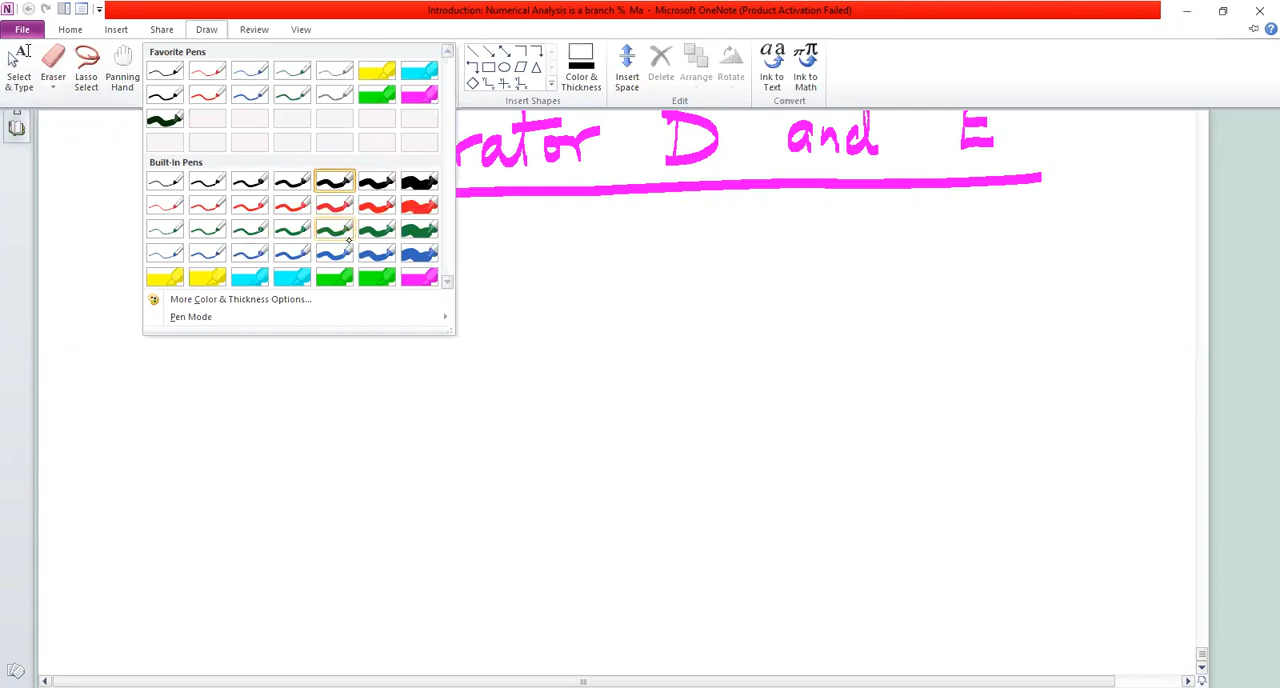 Introduction: Numerical Analysis is a branch % Ma - Microsoft OneNote (Product Activation Failed)
File Home Insert Share Draw Review View
Select & Type
Eraser
Lasso Select
Panning Hand
Favorite Pens
Built-In Pens
More Color & Thickness Options...
Pen Mode
Insert Shapes
Color & Thickness
Insert Space
Delete
Arrange
Rotate
Edit
Ink to Text
Ink to Math
Convert
rator D and E